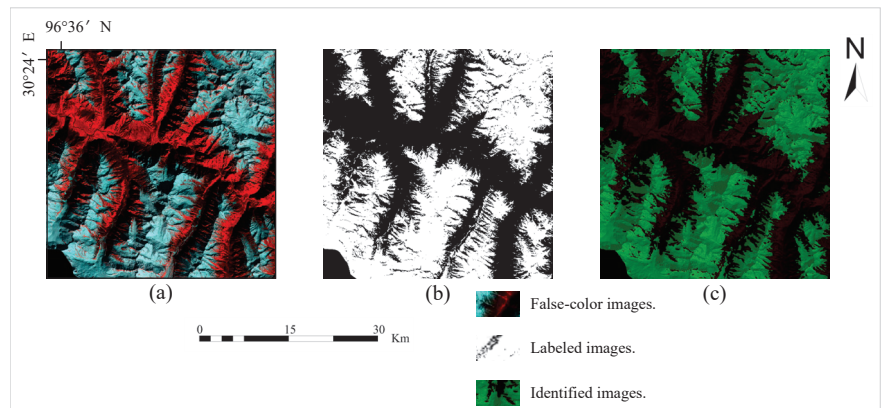 96°36′ N
30°24′ E
N
(a)
(b)
(c)
False-color images.
0 15 30
Km
Labeled images.
Identified images.